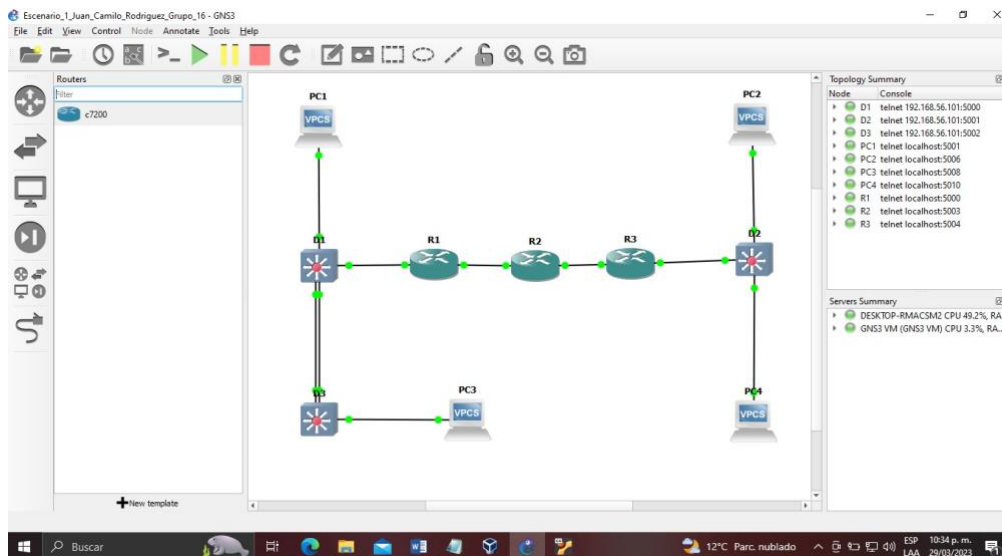 Escenario_1_Juan_Camilo_Rodriguez_Grupo_16 - GNS3
File Edit View Control Node Annotate Tools Help
Routers
Filter
c7200
New template
PC1
VPCS
PC2
VPCS
D1
R1
R2
R3
D2
D3
PC3
VPCS
PC4
VPCS
Topology Summary
Node Console
D1 telnet 192.168.56.101:5000
D2 telnet 192.168.56.101:5001
D3 telnet 192.168.56.101:5002
PC1 telnet localhost:5001
PC2 telnet localhost:5006
PC3 telnet localhost:5008
PC4 telnet localhost:5010
R1 telnet localhost:5000
R2 telnet localhost:5003
R3 telnet localhost:5004
Servers Summary
DESKTOP-RMACSM2 CPU 49.2%, RA
GNS3 VM (GNS3 VM) CPU 3.3%, RA...
Buscar
12°C Parc. nublado
ESP
LAA
10:34 p. m.
29/03/2023